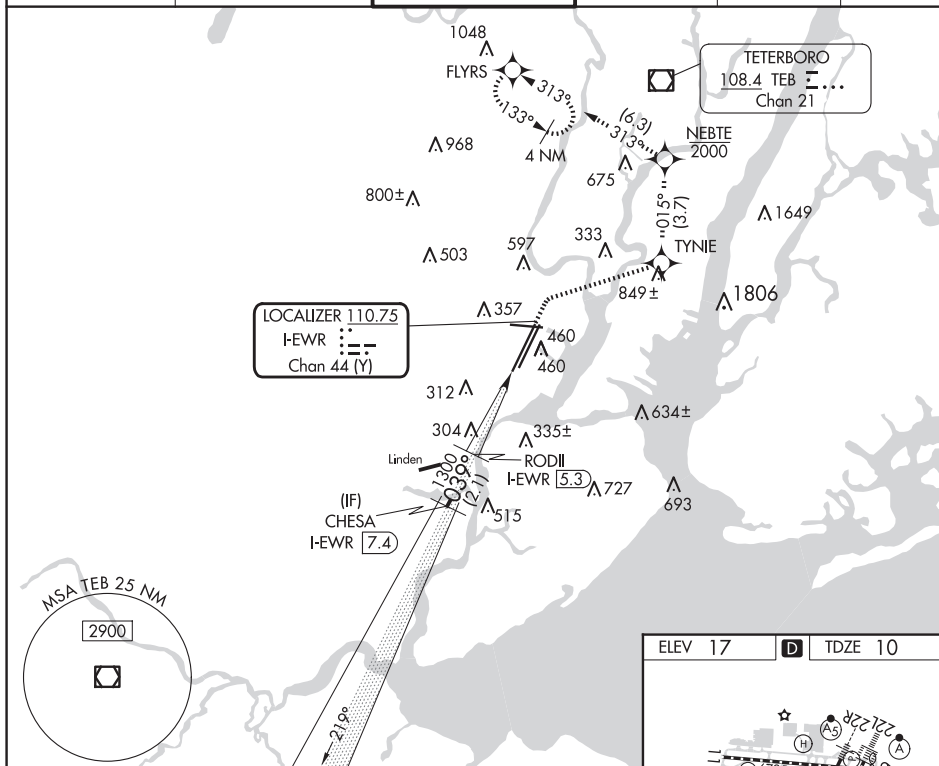 1048
FLYRS
313°
133°
4 NM
(6.3)
313°
TETERBORO
108.4 TEB
Chan 21
NEBTE
2000
968
675
800±
015°
(3.7)
1649
503
597
333
TYNIE
849±
1806
LOCALIZER 110.75
I-EWR
Chan 44 (Y)
357
460
460
312
634±
304
335±
Linden
RODII
I-EWR 5.3
1300
039°
(2.1)
727
693
(IF)
CHESA
I-EWR 7.4
515
MSA TEB 25 NM
2900
219°
ELEV 17
D
TDZE 10
22R
22L
A5
A
H
P
11